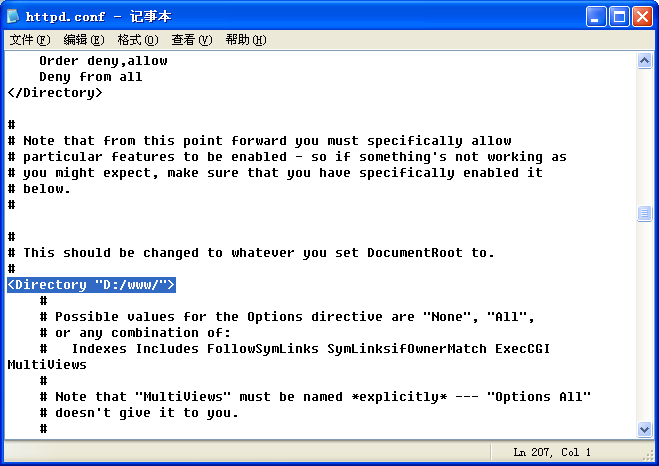 httpd.conf - 记事本
文件(F) 编辑(E) 格式(O) 查看(V) 帮助(H)
    Order deny,allow
    Deny from all
</Directory>
#
# Note that from this point forward you must specifically allow
# particular features to be enabled - so if something's not working as
# you might expect, make sure that you have specifically enabled it
# below.
#
#
# This should be changed to whatever you set DocumentRoot to.
#
<Directory "D:/www/">
    #
    # Possible values for the Options directive are "None", "All",
    # or any combination of:
    #   Indexes Includes FollowSymLinks SymLinksifOwnerMatch ExecCGI
MultiViews
    #
    # Note that "MultiViews" must be named *explicitly* --- "Options All"
    # doesn't give it to you.
    #
Ln 207, Col 1